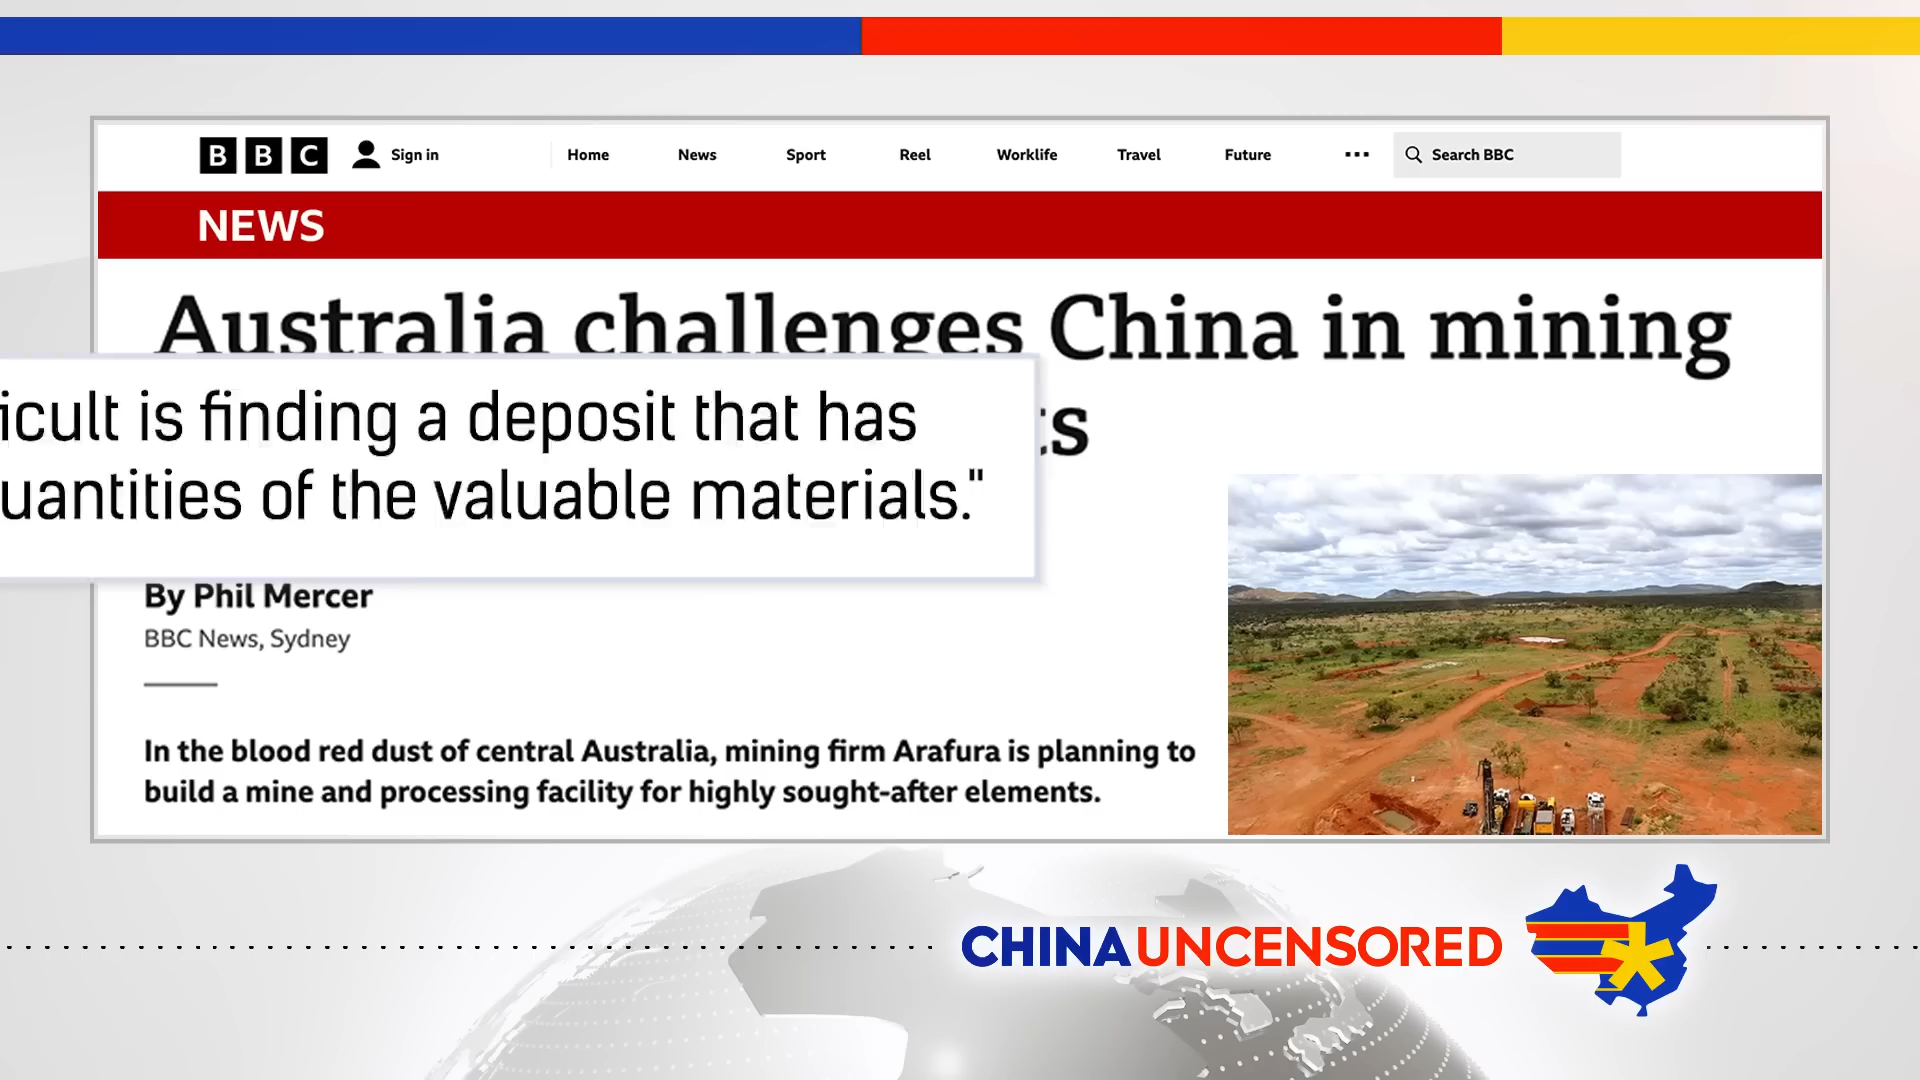 BBC Sign in Home News Sport Reel Worklife Travel Future ... Search BBC
NEWS
Australia challenges China in mining
icult is finding a deposit that has
uantities of the valuable materials."
By Phil Mercer
BBC News, Sydney
In the blood red dust of central Australia, mining firm Arafura is planning to
build a mine and processing facility for highly sought-after elements.
CHINA UNCENSORED